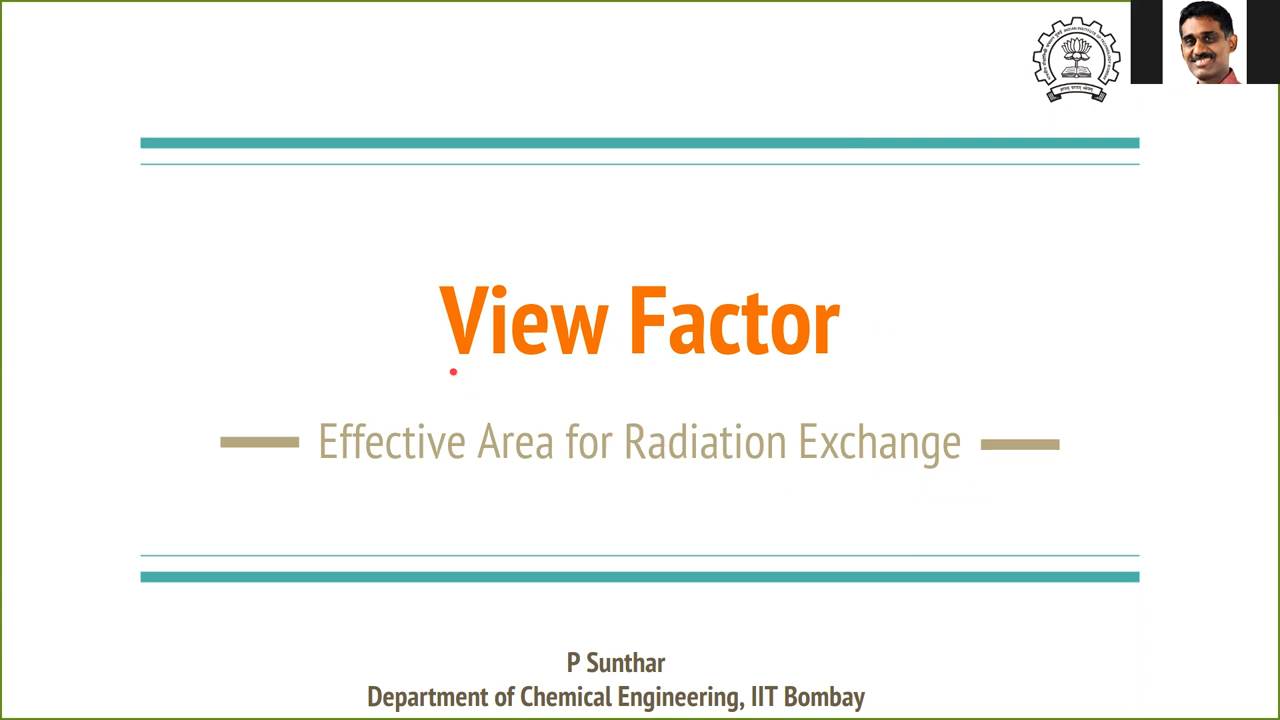 View Factor
Effective Area for Radiation Exchange
P Sunthar
Department of Chemical Engineering, IIT Bombay